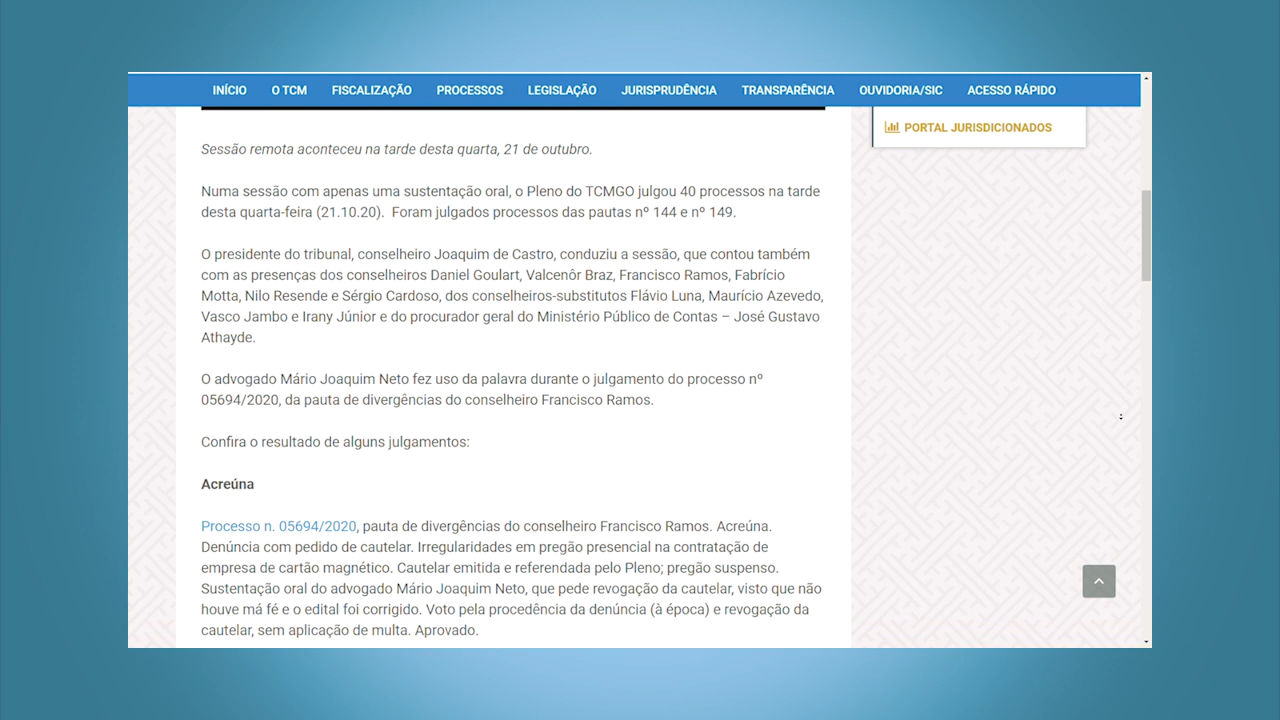 INÍCIO O TCM FISCALIZAÇÃO PROCESSOS LEGISLAÇÃO JURISPRUDÊNCIA TRANSPARÊNCIA OUVIDORIA/SIC ACESSO RÁPIDO
PORTAL JURISDICIONADOS
Sessão remota aconteceu na tarde desta quarta, 21 de outubro.
Numa sessão com apenas uma sustentação oral, o Pleno do TCMGO julgou 40 processos na tarde
desta quarta-feira (21.10.20). Foram julgados processos das pautas nº 144 e nº 149.
O presidente do tribunal, conselheiro Joaquim de Castro, conduziu a sessão, que contou também
com as presenças dos conselheiros Daniel Goulart, Valcenôr Braz, Francisco Ramos, Fabrício
Motta, Nilo Resende e Sérgio Cardoso, dos conselheiros-substitutos Flávio Luna, Maurício Azevedo,
Vasco Jambo e Irany Júnior e do procurador geral do Ministério Público de Contas – José Gustavo
Athayde.
O advogado Mário Joaquim Neto fez uso da palavra durante o julgamento do processo nº
05694/2020, da pauta de divergências do conselheiro Francisco Ramos.
Confira o resultado de alguns julgamentos:
Acreúna
Processo n. 05694/2020, pauta de divergências do conselheiro Francisco Ramos. Acreúna.
Denúncia com pedido de cautelar. Irregularidades em pregão presencial na contratação de
empresa de cartão magnético. Cautelar emitida e referendada pelo Pleno; pregão suspenso.
Sustentação oral do advogado Mário Joaquim Neto, que pede revogação da cautelar, visto que não
houve má fé e o edital foi corrigido. Voto pela procedência da denúncia (à época) e revogação da
cautelar, sem aplicação de multa. Aprovado.